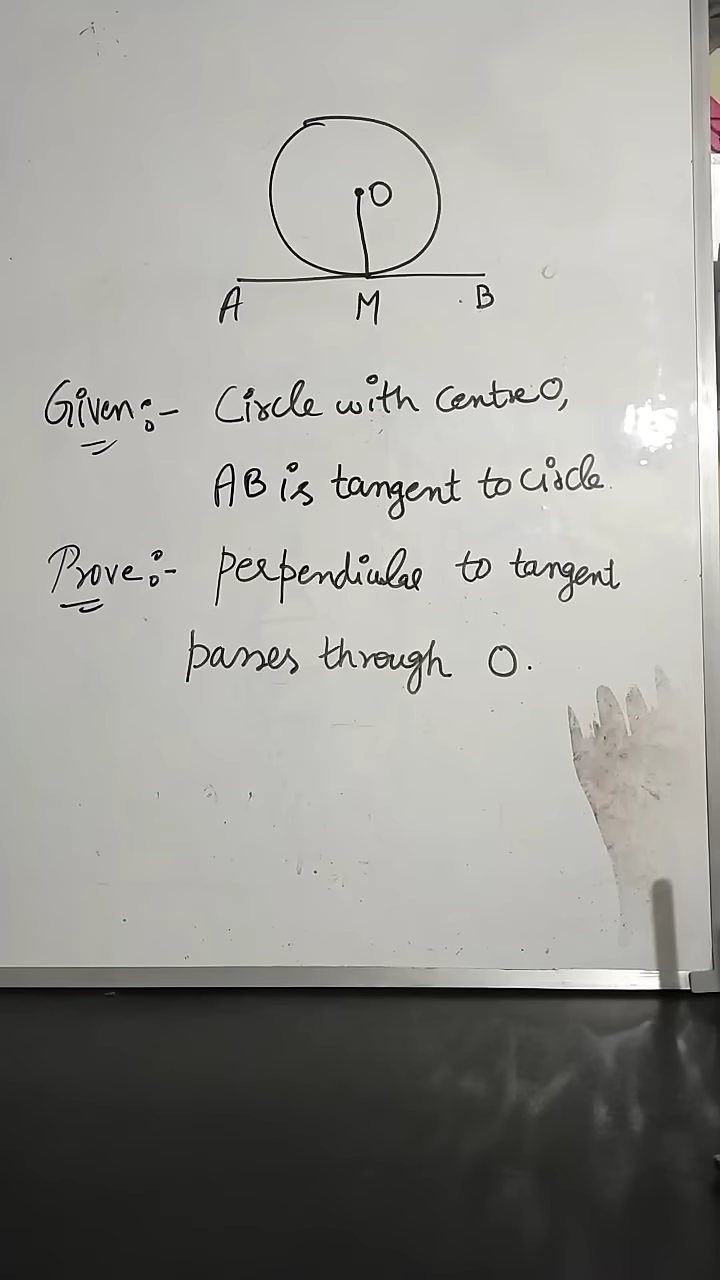 O
A M B
Given:- Circle with centre O,
AB is tangent to circle.
Prove:- perpendicular to tangent
passes through O.